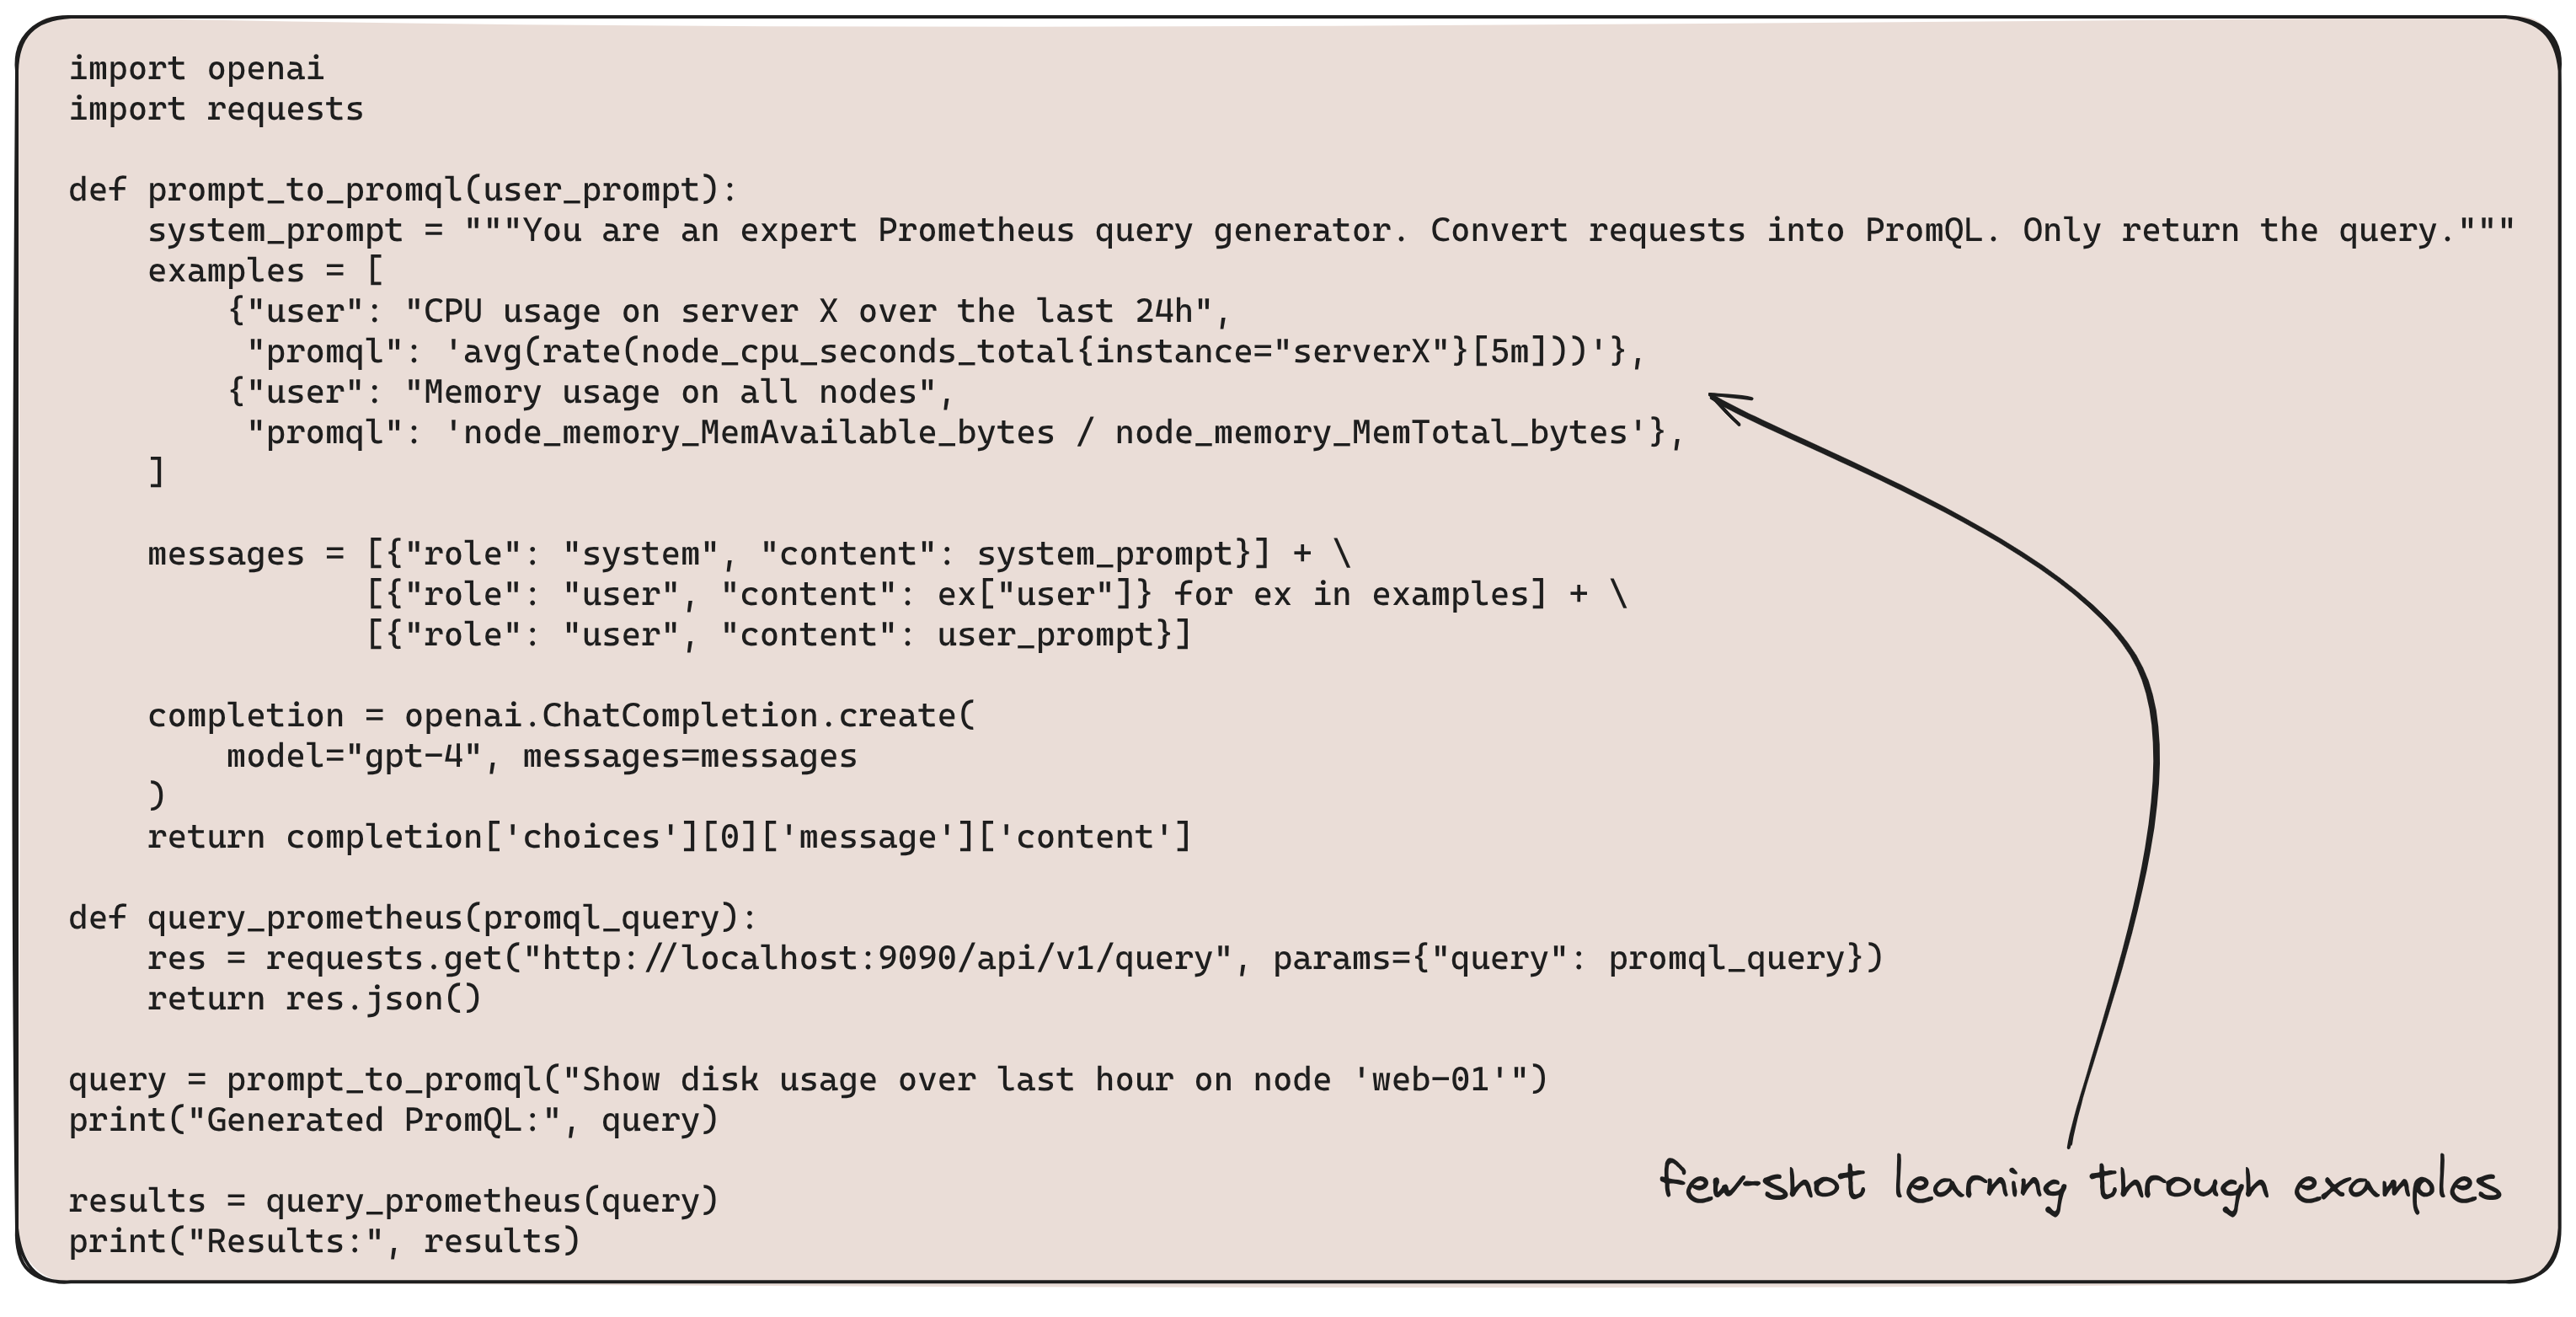 import openai
import requests
def prompt_to_promql(user_prompt):
    system_prompt = """You are an expert Prometheus query generator. Convert requests into PromQL. Only return the query."""
    examples = [
        {"user": "CPU usage on server X over the last 24h",
         "promql": 'avg(rate(node_cpu_seconds_total{instance="serverX"}[5m]))'},
        {"user": "Memory usage on all nodes",
         "promql": 'node_memory_MemAvailable_bytes / node_memory_MemTotal_bytes'},
    ]
    messages = [{"role": "system", "content": system_prompt}] + \
               [{"role": "user", "content": ex["user"]} for ex in examples] + \
               [{"role": "user", "content": user_prompt}]
    completion = openai.ChatCompletion.create(
        model="gpt-4", messages=messages
    )
    return completion['choices'][0]['message']['content']
def query_prometheus(promql_query):
    res = requests.get("http://localhost:9090/api/v1/query", params={"query": promql_query})
    return res.json()
query = prompt_to_promql("Show disk usage over last hour on node 'web-01'")
print("Generated PromQL:", query)
results = query_prometheus(query)
print("Results:", results)
few-shot learning through examples